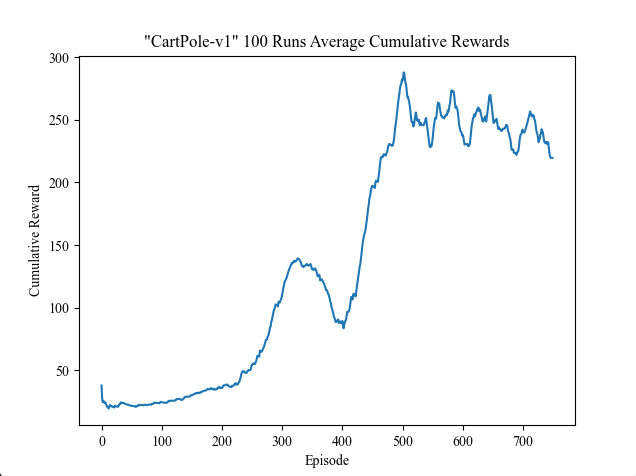 "CartPole-v1" 100 Runs Average Cumulative Rewards
300
250
200
150
100
50
Cumulative Reward
0 100 200 300 400 500 600 700
Episode